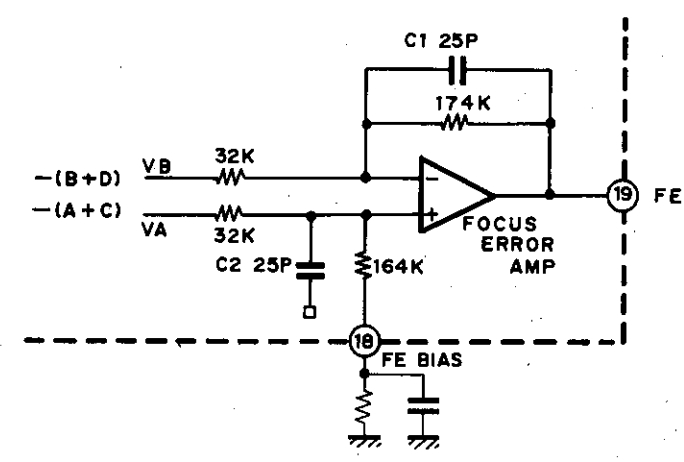 C1 25P
174K
-(B+D) VB 32K
-(A+C) VA 32K
-
+
FOCUS
ERROR
AMP
19 FE
C2 25P
164K
18
FE BIAS